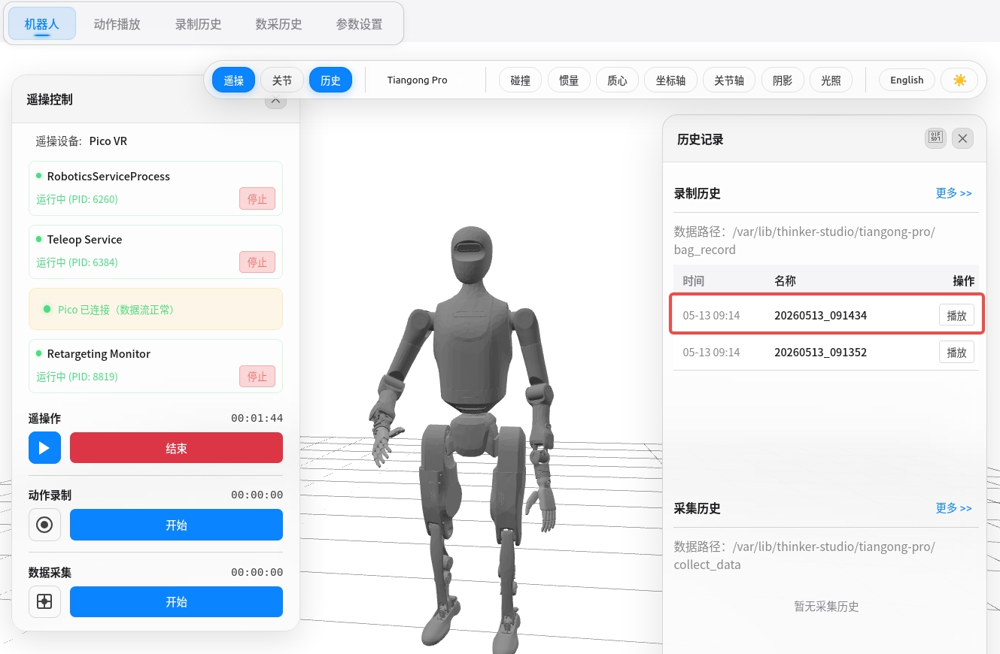 机器人 动作播放 录制历史 数采历史 参数设置
遥操 关节 历史 Tiangong Pro 碰撞 惯量 质心 坐标轴 关节轴 阴影 光照 English
遥操控制
遥操设备: Pico VR
RoboticsServiceProcess
运行中 (PID: 6260) 停止
Teleop Service
运行中 (PID: 6384) 停止
Pico 已连接（数据流正常）
Retargeting Monitor
运行中 (PID: 8819) 停止
遥操作 00:01:44
结束
动作录制 00:00:00
开始
数据采集 00:00:00
开始
历史记录
录制历史 更多 >>
数据路径：/var/lib/thinker-studio/tiangong-pro/
bag_record
时间 名称 操作
05-13 09:14 20260513_091434 播放
05-13 09:14 20260513_091352 播放
采集历史 更多 >>
数据路径：/var/lib/thinker-studio/tiangong-pro/
collect_data
暂无采集历史